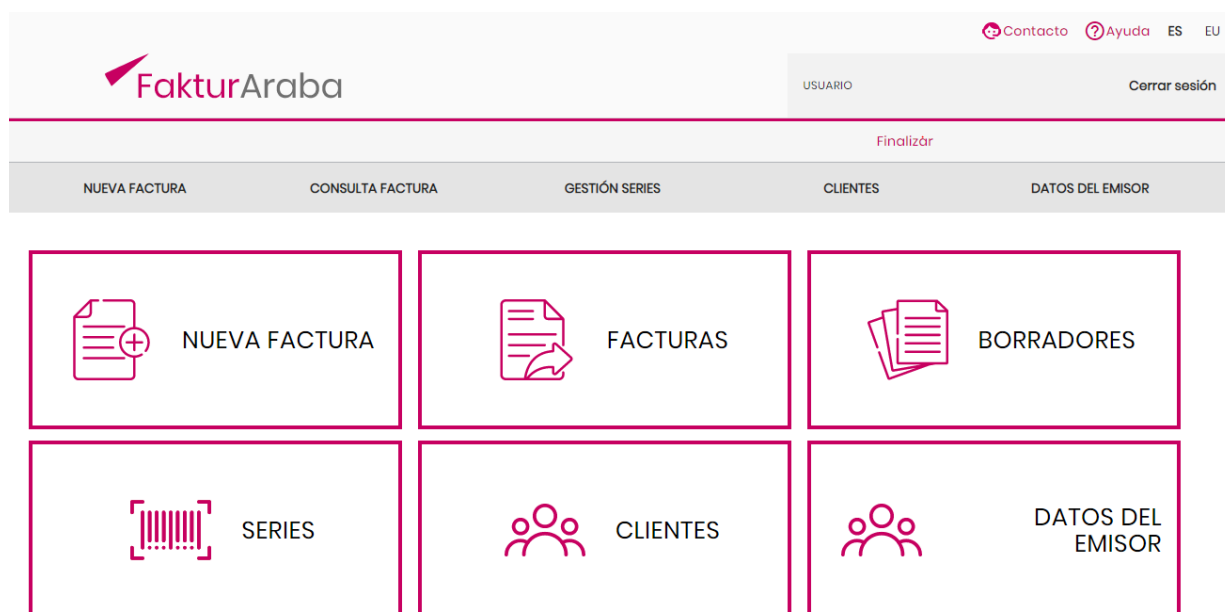 Contacto Ayuda ES EU
FakturAraba
USUARIO Cerrar sesión
Finalizár
NUEVA FACTURA CONSULTA FACTURA GESTIÓN SERIES CLIENTES DATOS DEL EMISOR
NUEVA FACTURA
FACTURAS
BORRADORES
SERIES
CLIENTES
DATOS DEL
EMISOR